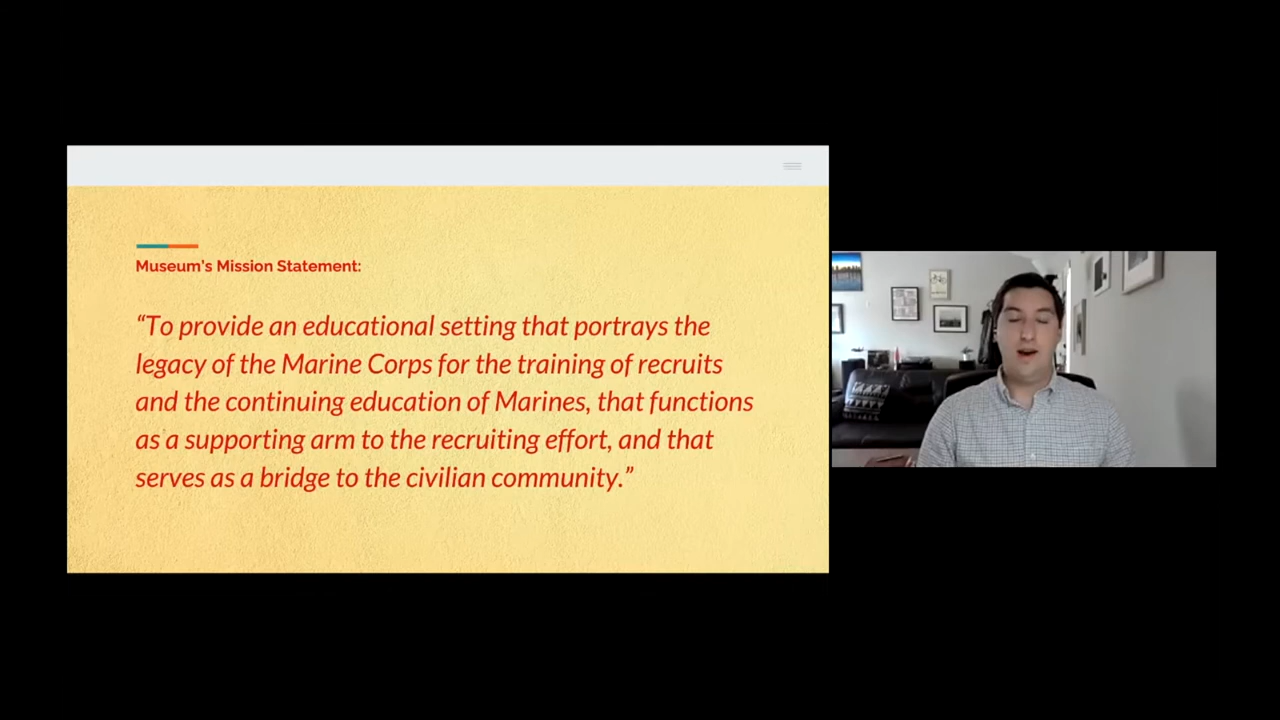 Museum's Mission Statement:
“To provide an educational setting that portrays the
legacy of the Marine Corps for the training of recruits
and the continuing education of Marines, that functions
as a supporting arm to the recruiting effort, and that
serves as a bridge to the civilian community.”